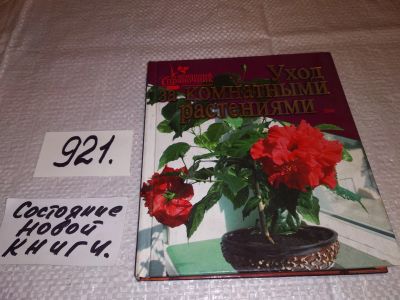 Уход
за комнатными
растениями
921.
Состояние
новой
книги.